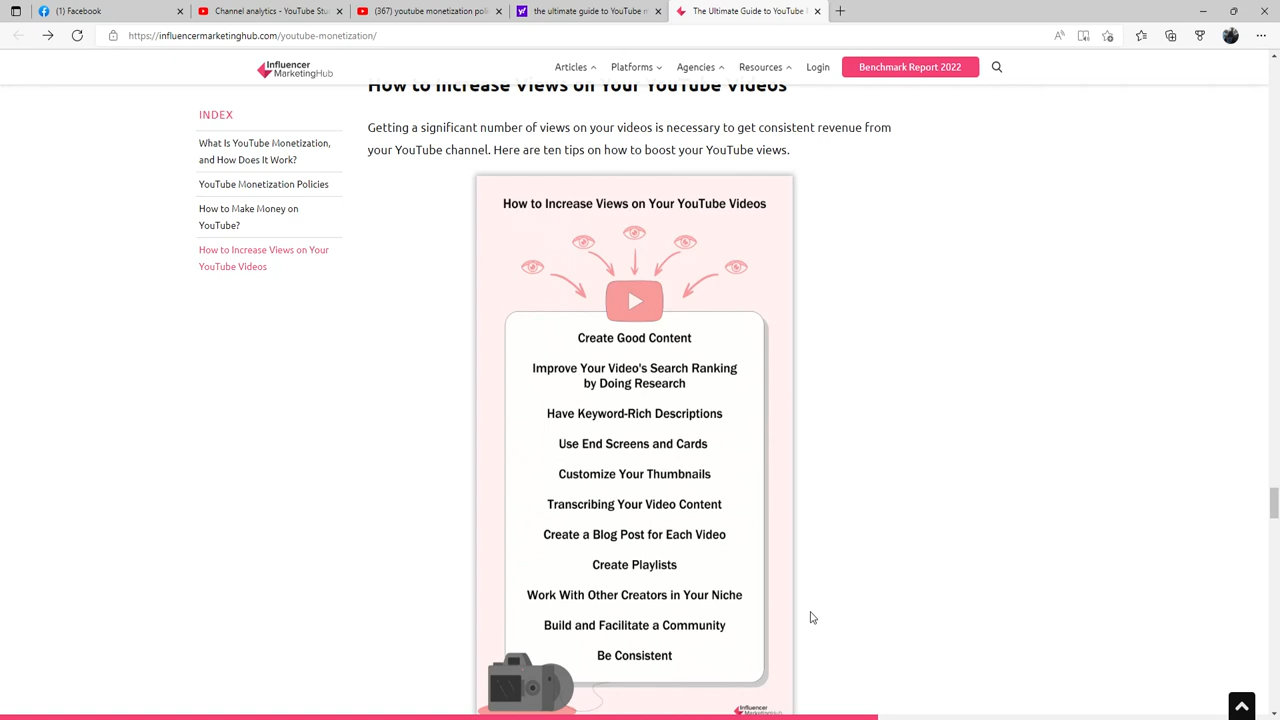 (1) Facebook
Channel analytics - YouTube Stu
(367) youtube monetization poli
the ultimate guide to YouTube m
The Ultimate Guide to YouTube
https://influencermarketinghub.com/youtube-monetization/
Influencer
MarketingHub
Articles
Platforms
Agencies
Resources
Login
Benchmark Report 2022
How to Increase Views on Your YouTube Videos
INDEX
What Is YouTube Monetization,
and How Does It Work?
YouTube Monetization Policies
How to Make Money on
YouTube?
How to Increase Views on Your
YouTube Videos
Getting a significant number of views on your videos is necessary to get consistent revenue from
your YouTube channel. Here are ten tips on how to boost your YouTube views.
How to Increase Views on Your YouTube Videos
Create Good Content
Improve Your Video's Search Ranking
by Doing Research
Have Keyword-Rich Descriptions
Use End Screens and Cards
Customize Your Thumbnails
Transcribing Your Video Content
Create a Blog Post for Each Video
Create Playlists
Work With Other Creators in Your Niche
Build and Facilitate a Community
Be Consistent
Influencer
MarketingHub